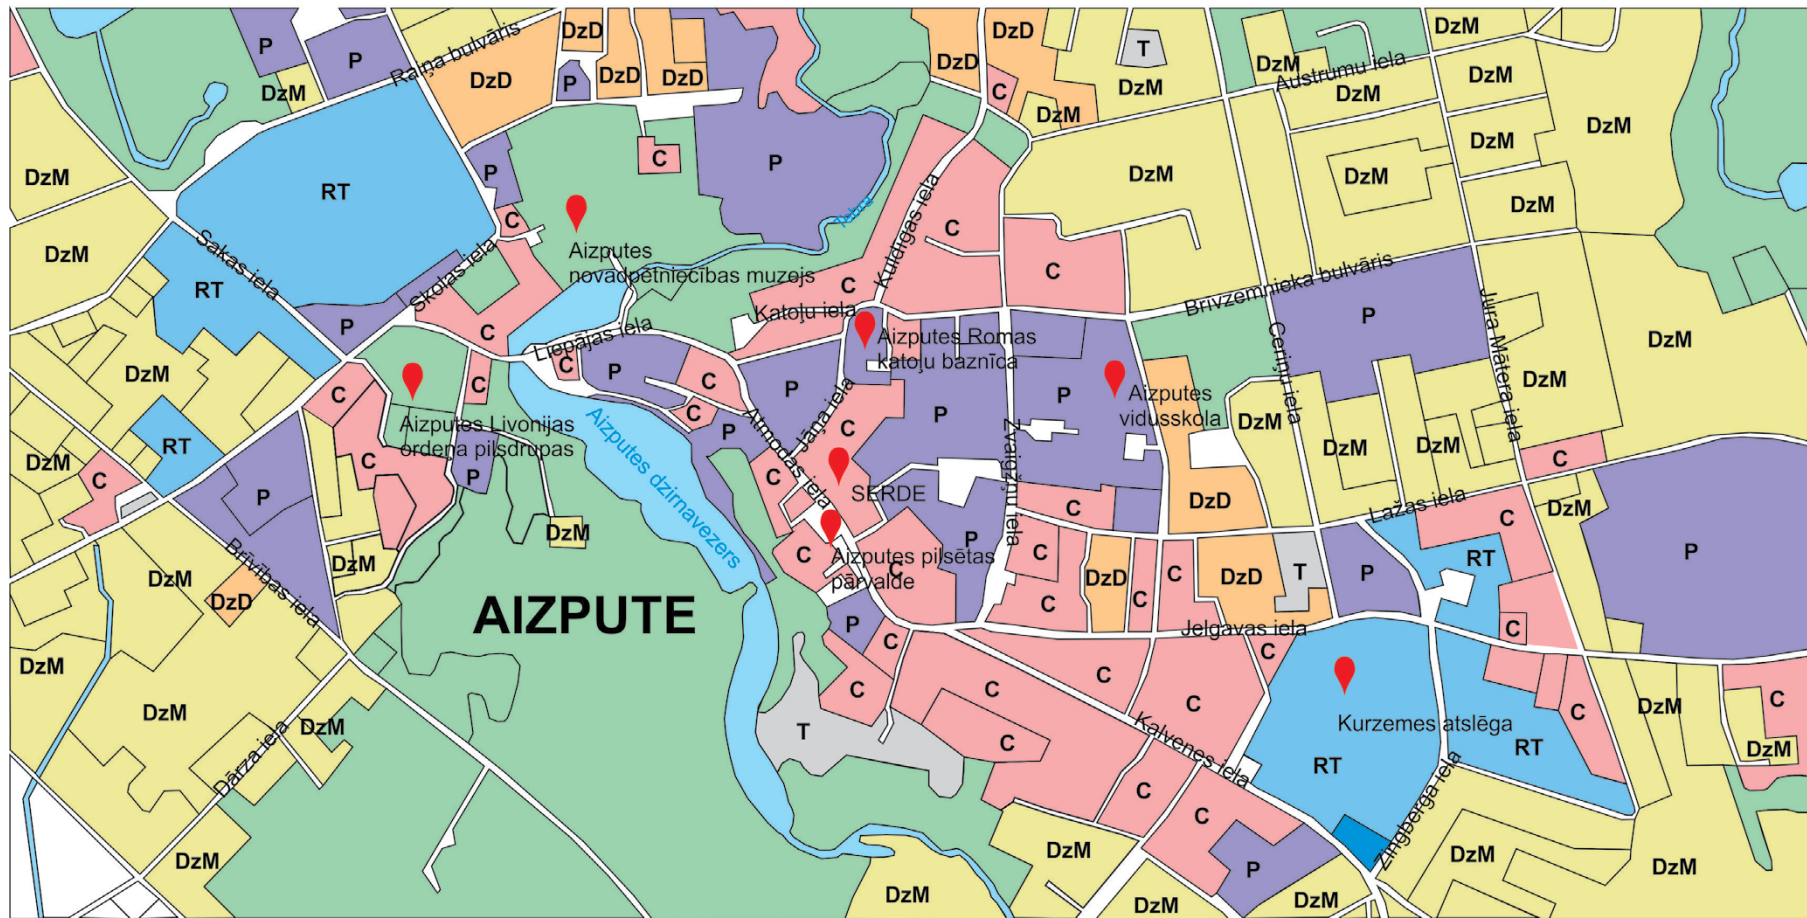 P
P
Raiņa bulvāris
DzD
DzD
DzD
DzD
DzD
DzM
T
DzM
DzM
Austrumu iela
DzM
DzD
P
C
DzM
DzM
DzM
DzM
DzM
DzM
DzM
RT
P
C
P
DzM
DzM
DzM
C
Tebra
Kuldīgas iela
C
DzM
Sakas iela
Skolas iela
Aizputes
novadpētniecības muzejs
C
RT
Brīvzemnieka bulvāris
C
Katoļu iela
P
C
Liepājas iela
Aizputes Romas
katoļu baznīca
P
Ceriņu iela
Jura Mātera iela
DzM
DzM
C
C
P
C
P
Jāņa iela
P
Aizputes
vidusskola
DzM
C
Aizputes Livonijas
ordeņa pilsdrupas
Aizputes dzirnavezers
C
Atmodas iela
C
P
Zvaigžņu iela
DzM
DzM
DzM
RT
P
DzM
C
C
P
P
C
SERDE
C
C
DzM
DzD
Lažas iela
C
Brīvības iela
DzM
DzM
DzM
C
Aizputes pilsētas
pārvalde
C
P
C
DzD
C
DzD
T
P
RT
P
DzD
AIZPUTE
P
C
C
C
Jelgavas iela
C
DzM
DzM
DzM
Dārza iela
T
C
C
C
C
C
Kalvenes iela
Kurzemes atslēga
RT
RT
C
DzM
C
DzM
C
C
C
Zingberga iela
DzM
DzM
P
DzM
DzM
DzM
DzM
DzM